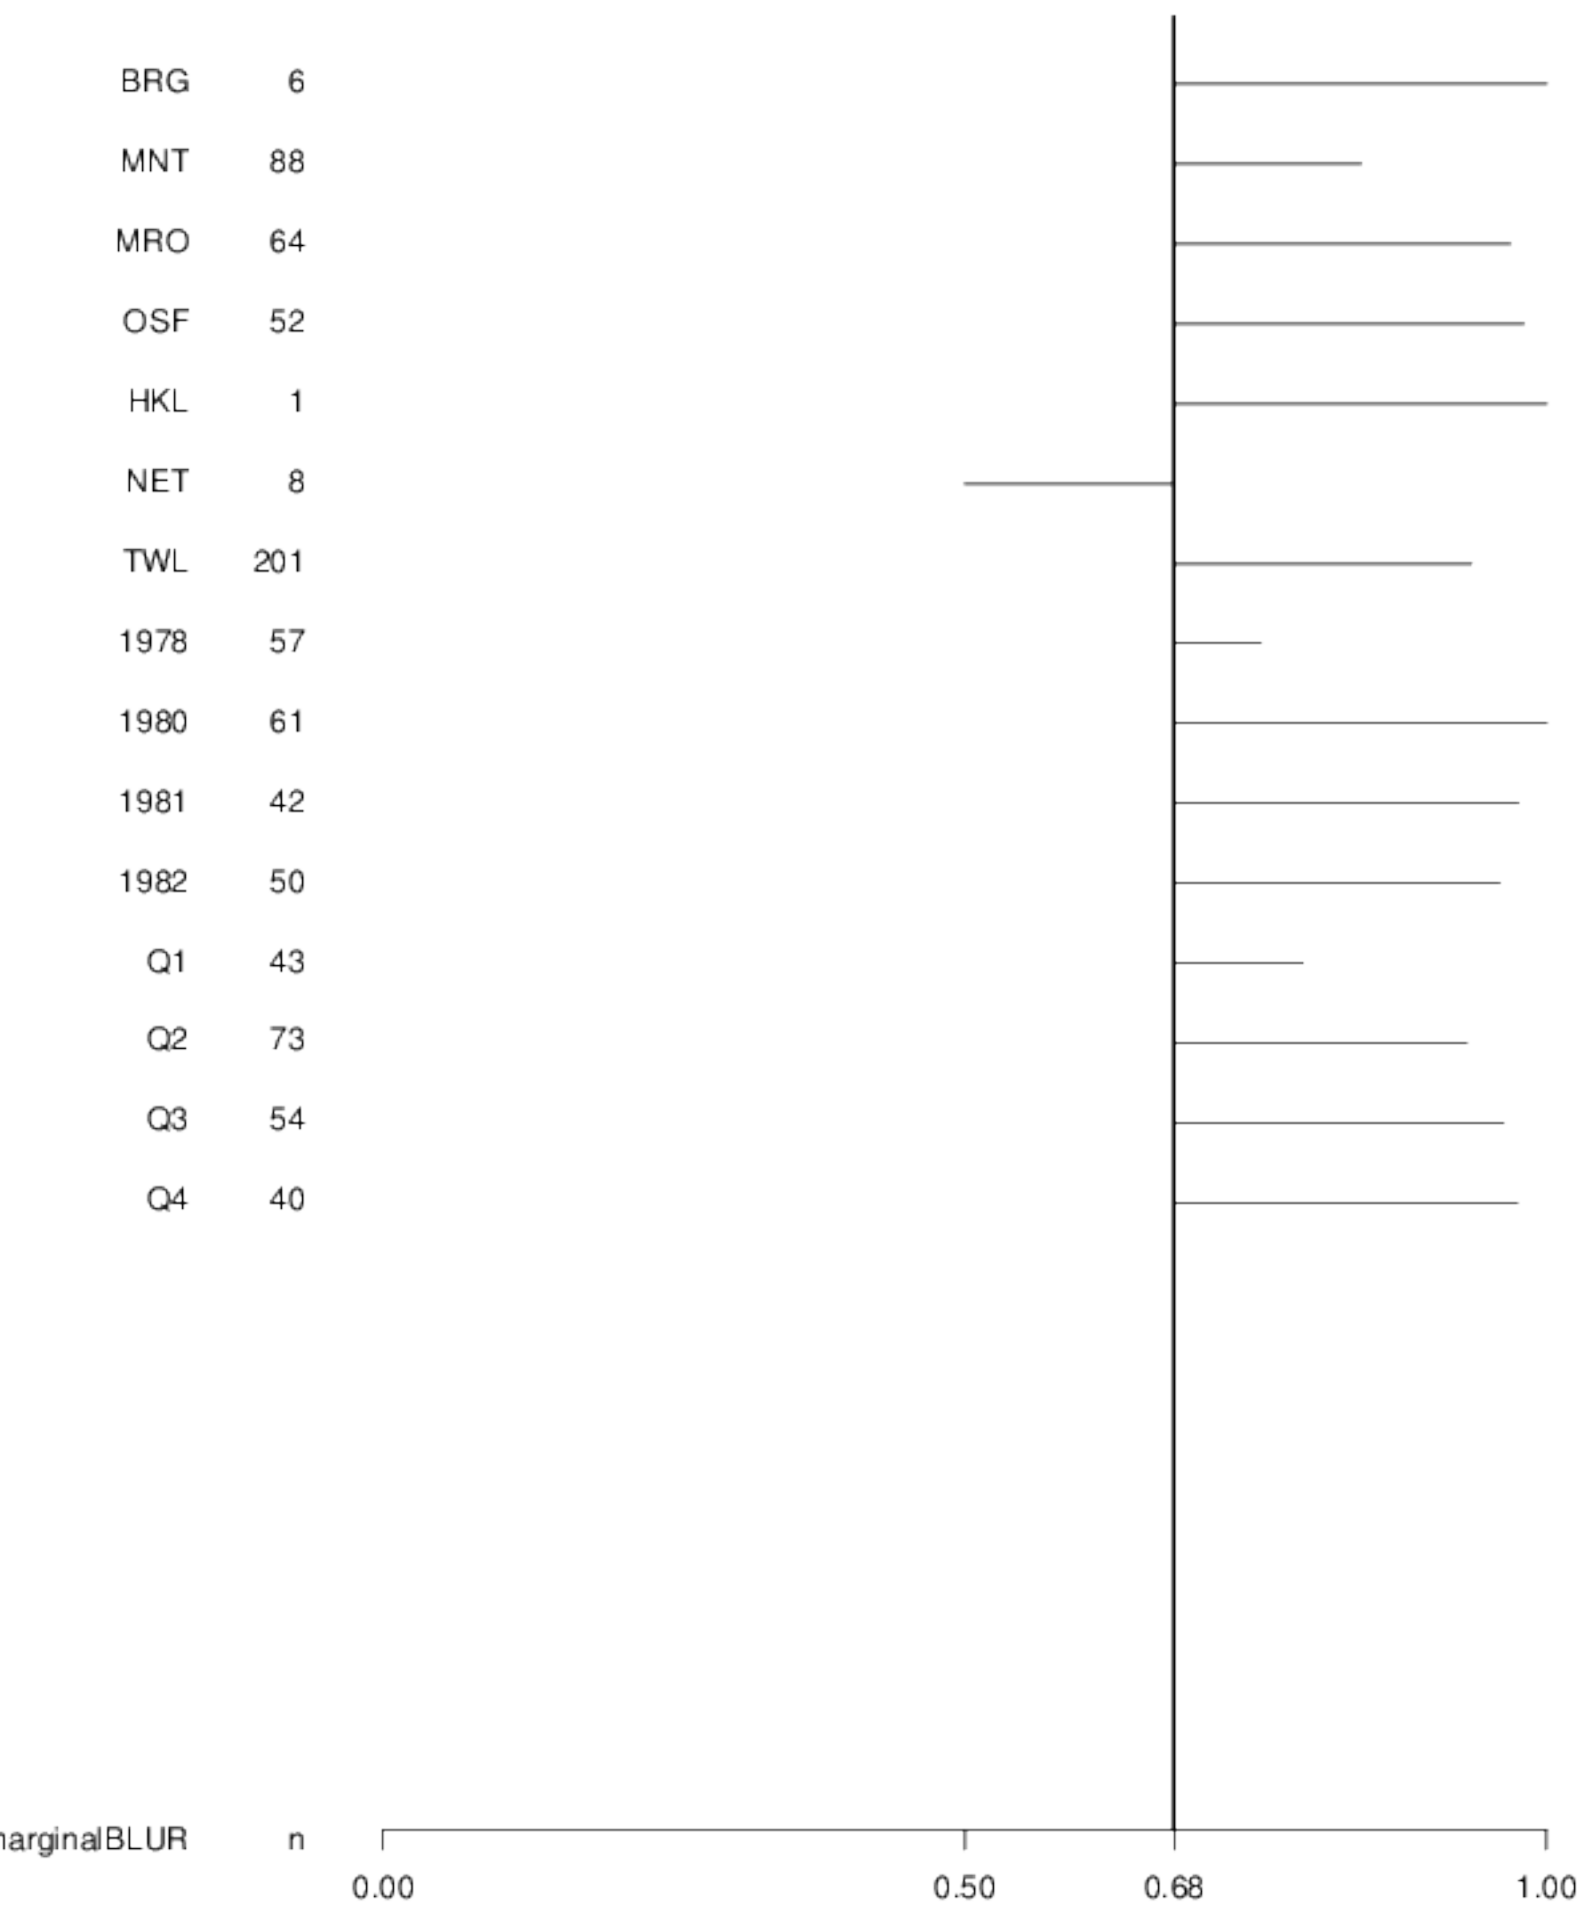 BRG 6
MNT 88
MRO 64
OSF 52
HKL 1
NET 8
TWL 201
1978 57
1980 61
1981 42
1982 50
Q1 43
Q2 73
Q3 54
Q4 40
arginalBLUR n
0.00 0.50 0.68 1.00